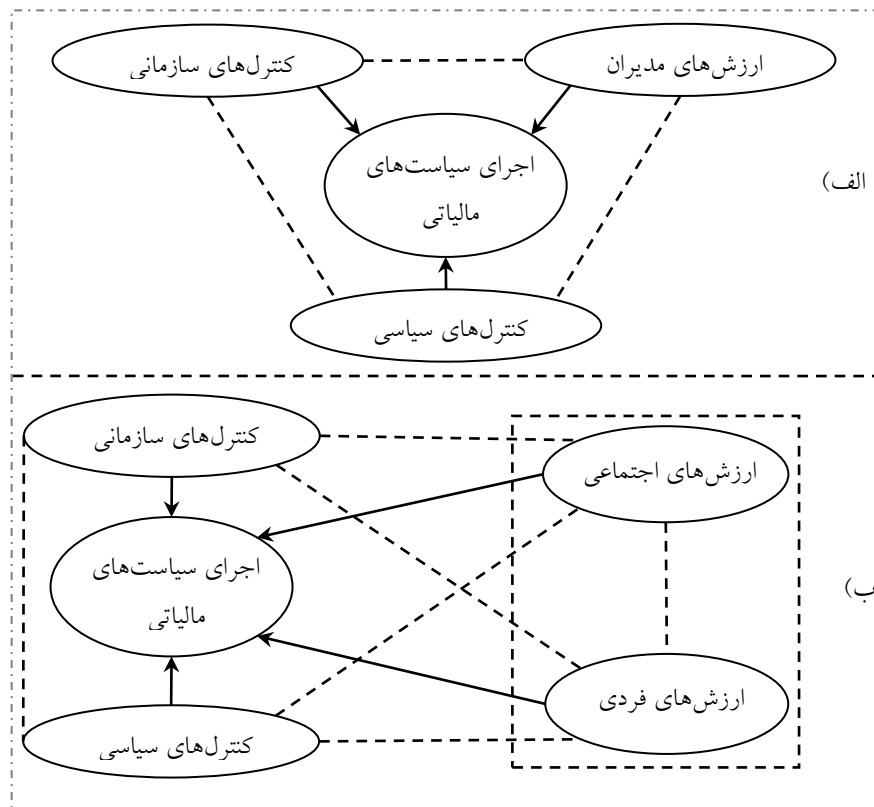 ارزش‌های مدیران
کنترل‌های سازمانی
اجرای سیاست‌های
مالیاتی
الف)
کنترل‌های سیاسی
کنترل‌های سازمانی
ارزش‌های اجتماعی
اجرای سیاست‌های
مالیاتی
ب)
ارزش‌های فردی
کنترل‌های سیاسی